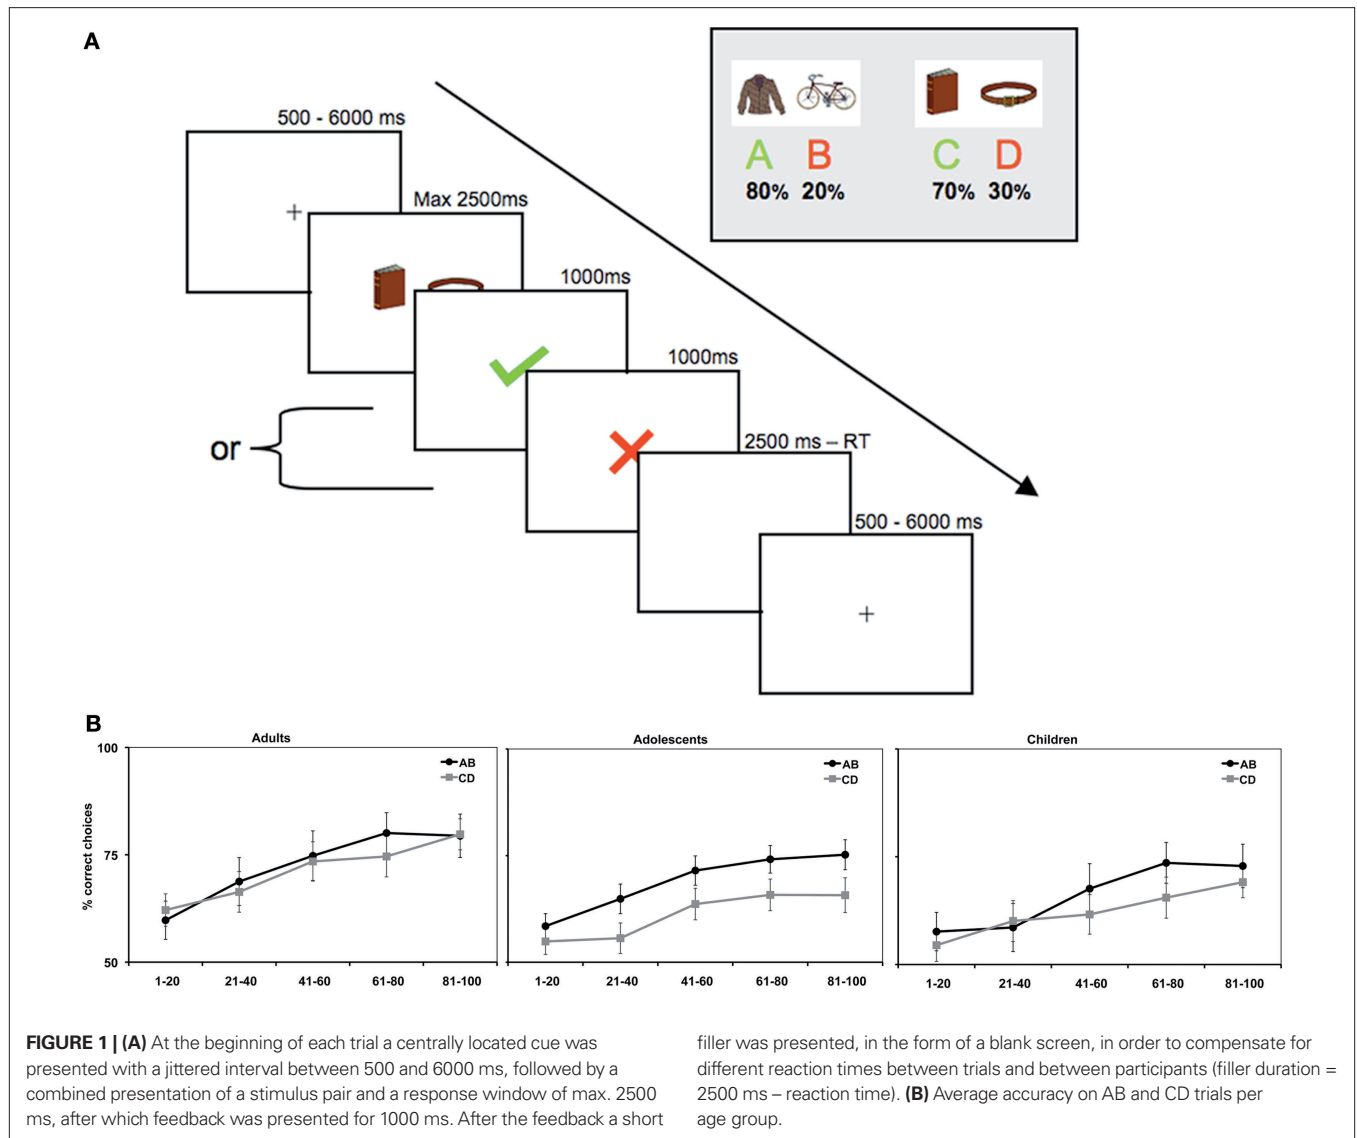 A
500 - 6000 ms
Max 2500ms
1000ms
1000ms
2500 ms – RT
500 - 6000 ms
or
A B C D
80% 20% 70% 30%
B
Adults
Adolescents
Children
% correct choices
100
75
50
AB
CD
AB
CD
AB
CD
1-20 21-40 41-60 61-80 81-100
1-20 21-40 41-60 61-80 81-100
1-20 21-40 41-60 61-80 81-100
FIGURE 1 | (A) At the beginning of each trial a centrally located cue was
presented with a jittered interval between 500 and 6000 ms, followed by a
combined presentation of a stimulus pair and a response window of max. 2500
ms, after which feedback was presented for 1000 ms. After the feedback a short
filler was presented, in the form of a blank screen, in order to compensate for
different reaction times between trials and between participants (filler duration =
2500 ms – reaction time). (B) Average accuracy on AB and CD trials per
age group.